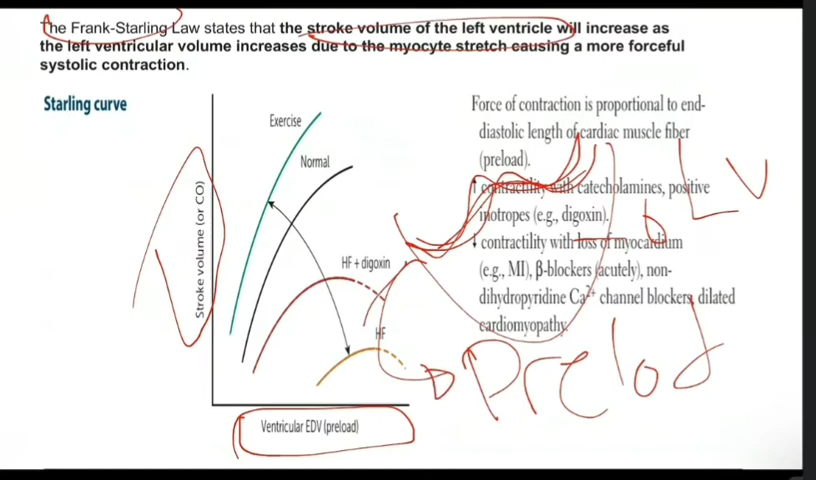 The Frank-Starling Law states that the stroke volume of the left ventricle will increase as
the left ventricular volume increases due to the myocyte stretch causing a more forceful
systolic contraction.
Starling curve
Exercise
Normal
HF + digoxin
HF
Stroke volume (or CO)
Ventricular EDV (preload)
Force of contraction is proportional to end-
diastolic length of cardiac muscle fiber
(preload).
↑ contractility with catecholamines, positive
inotropes (e.g., digoxin).
↓ contractility with loss of myocardium
(e.g., MI), β-blockers (acutely), non-
dihydropyridine Ca²⁺ channel blockers, dilated
cardiomyopathy.
LV
Prelod